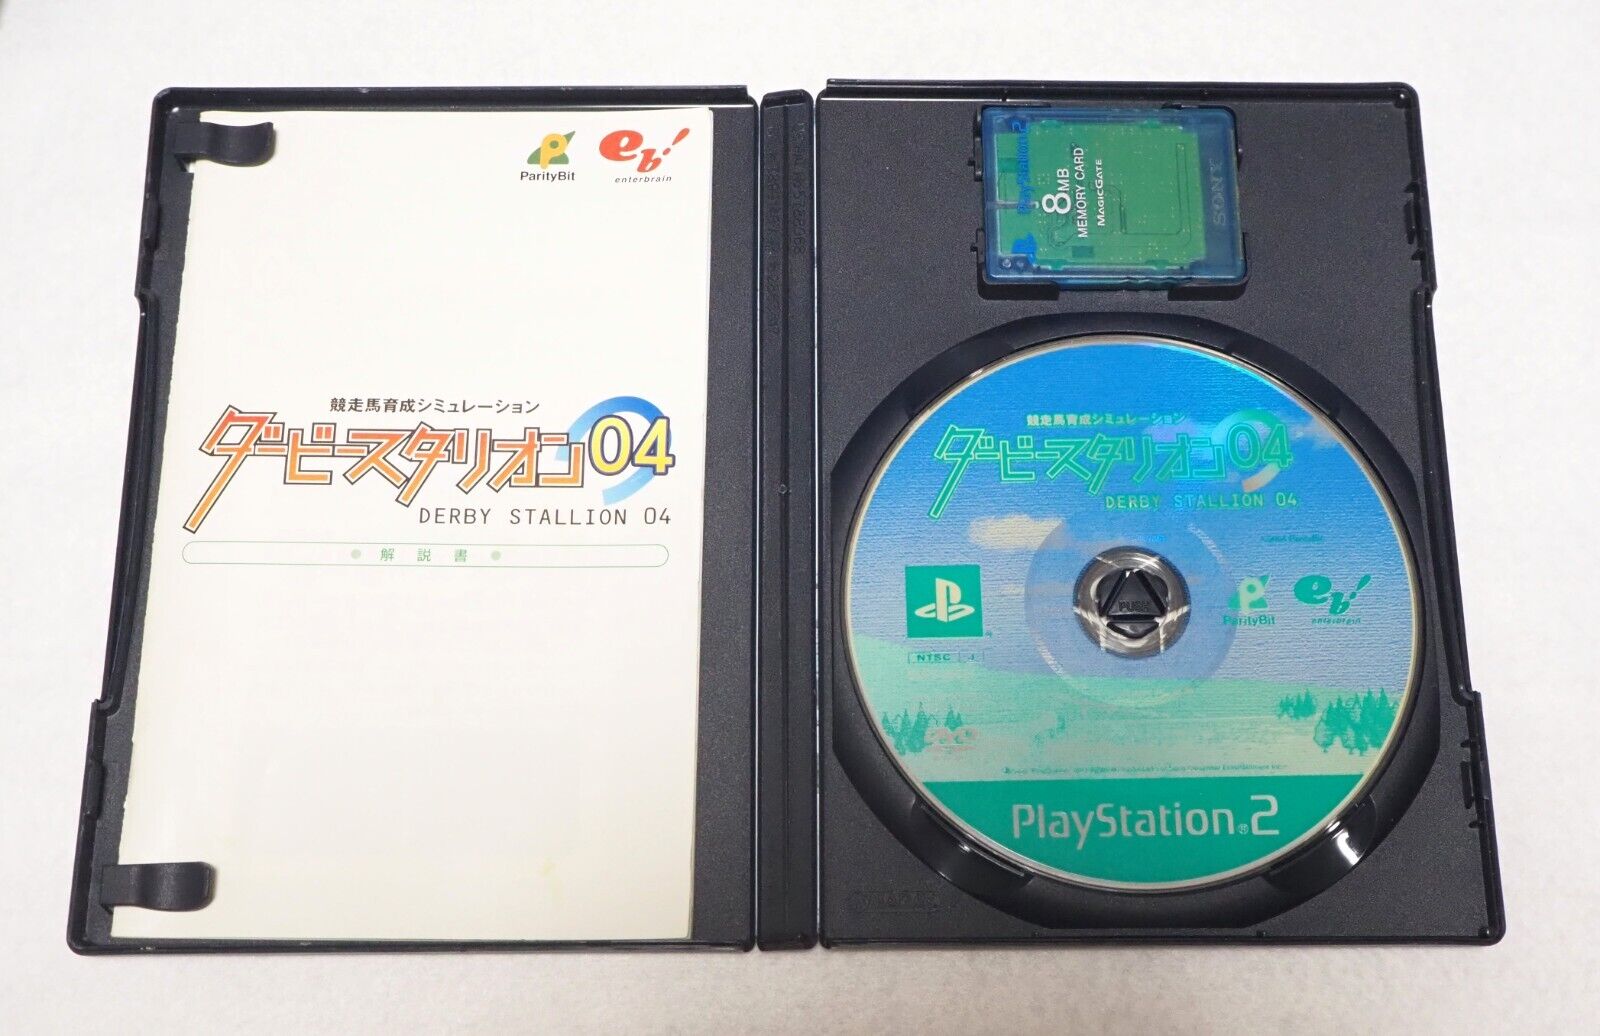 ParityBit
eb!
enterbrain
競走馬育成シミュレーション
ダービースタリオン04
DERBY STALLION 04
解説書
PlayStation 2
8MB
MEMORY CARD
MAGICGATE
SONY
競走馬育成シミュレーション
ダービースタリオン04
DERBY STALLION 04
NTSC J
PUSH
ParityBit
eb!
enterbrain
DVD
PlayStation®2